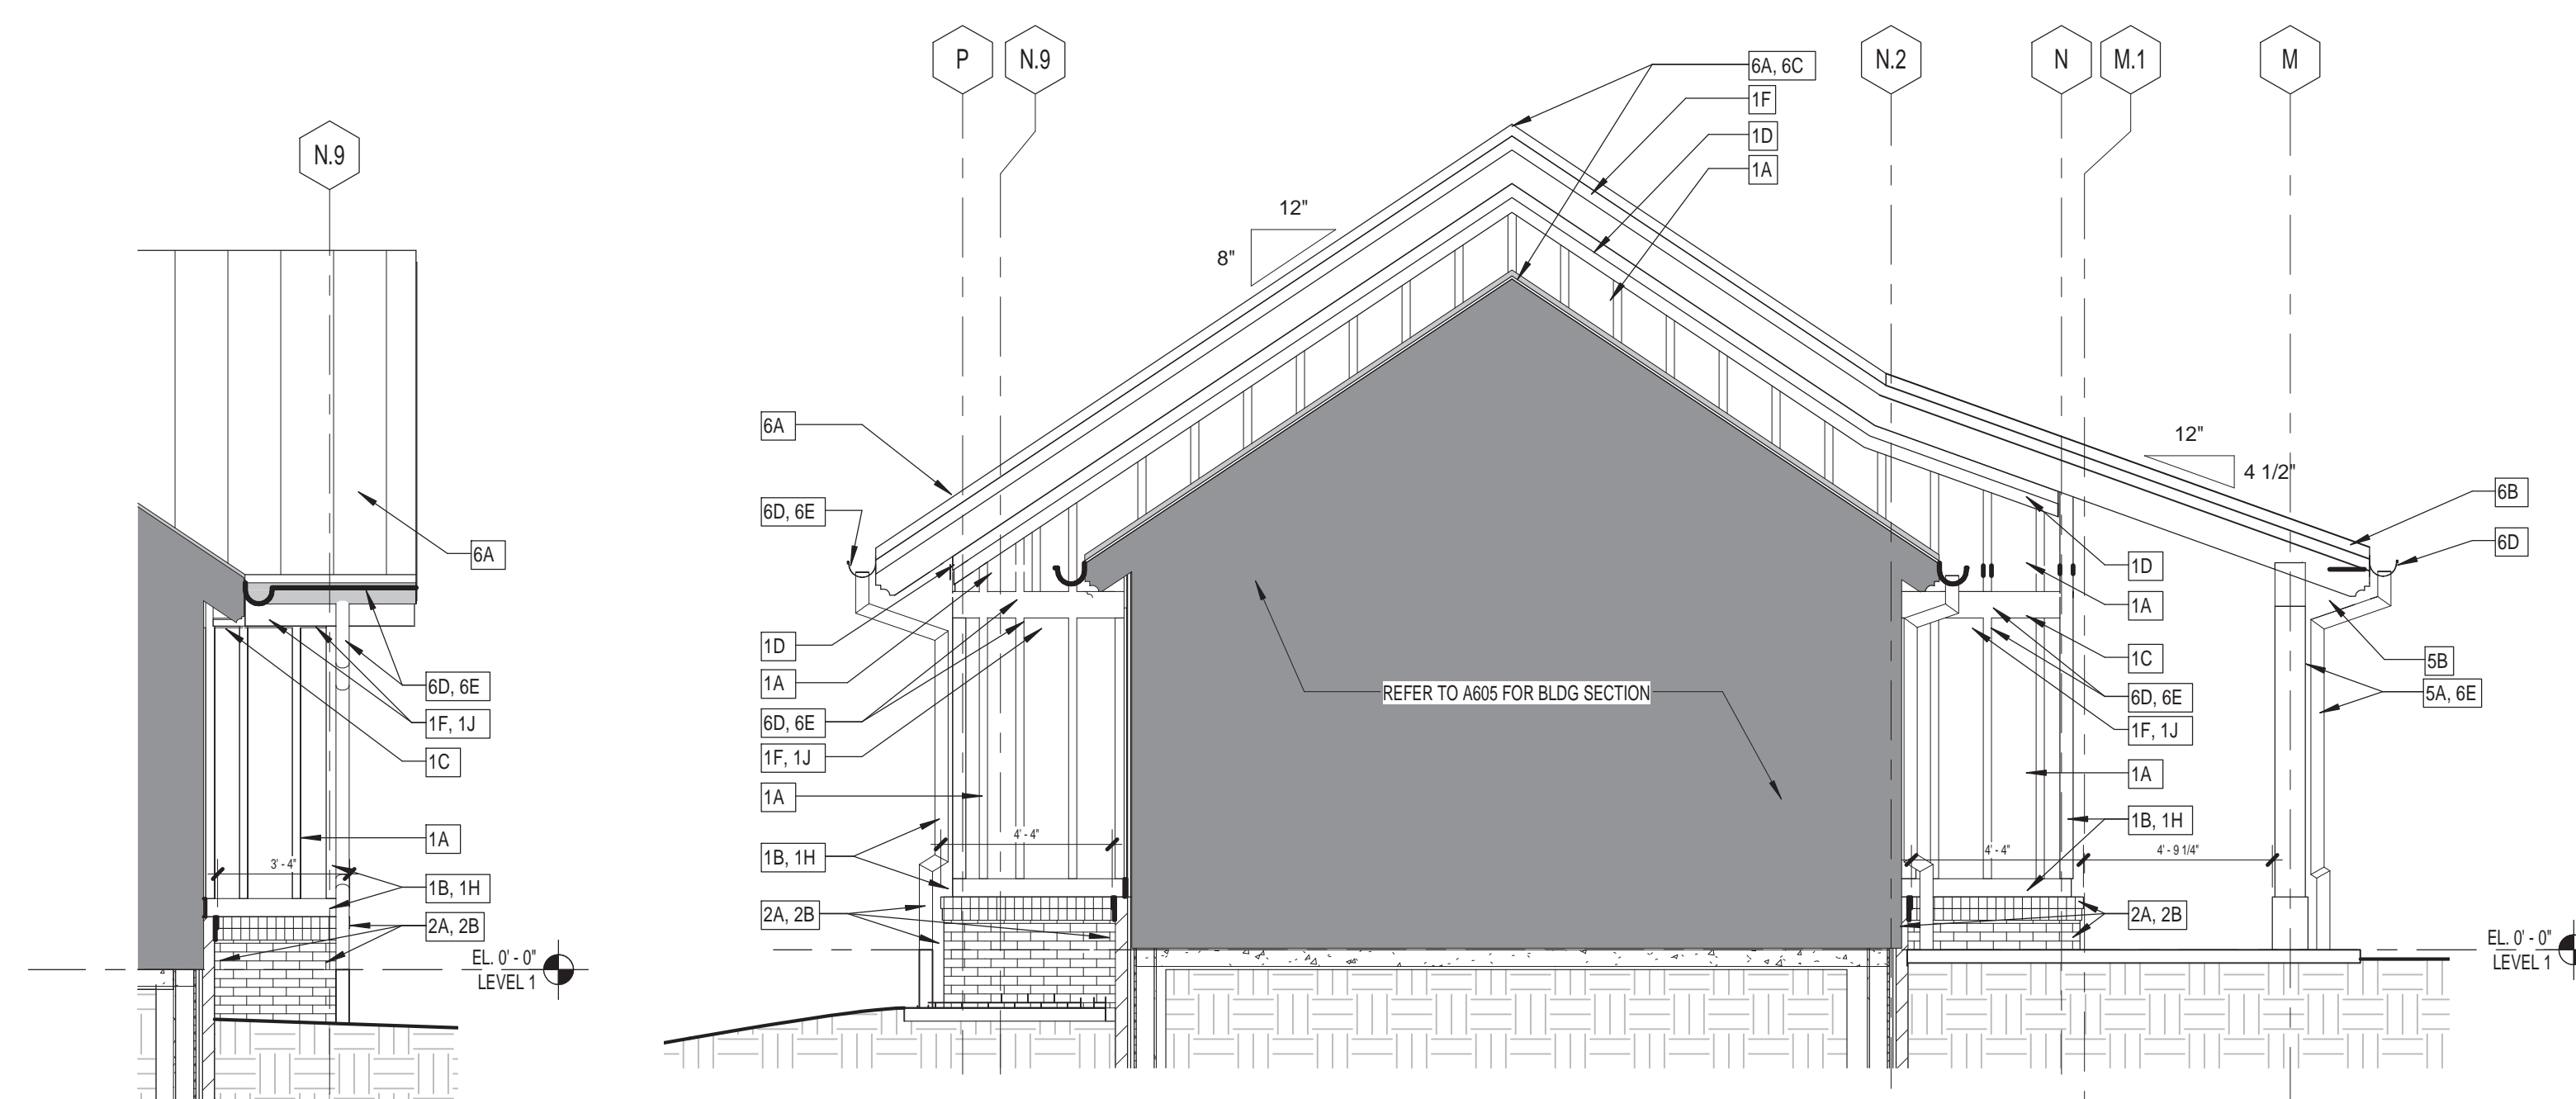 P
N.9
N.2
N
M.1
M
N.9
6A, 6C
1F
1D
1A
12"
8"
12"
4 1/2"
6A
6D, 6E
1D
1A
6D, 6E
1F, 1J
1A
1B, 1H
2A, 2B
4' - 4"
REFER TO A605 FOR BLDG SECTION
6B
6D
1D
1A
1C
6D, 6E
1F, 1J
1A
1B, 1H
2A, 2B
5B
5A, 6E
4' - 4"
4' - 9 1/4"
EL. 0' - 0"
LEVEL 1
6A
6D, 6E
1F, 1J
1C
1A
3' - 4"
1B, 1H
2A, 2B
EL. 0' - 0"
LEVEL 1